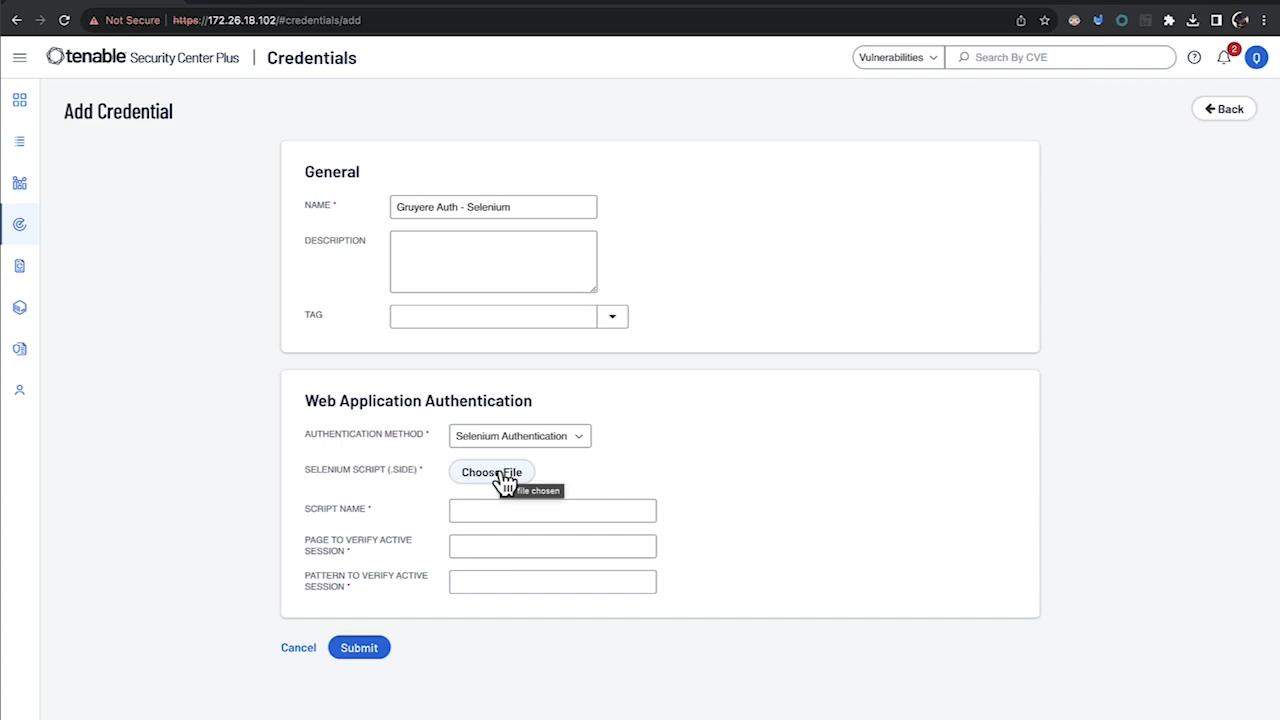 Not Secure https://172.26.18.102/#credentials/add
tenable Security Center Plus | Credentials
Vulnerabilities
Search By CVE
2
Q
Add Credential
Back
General
NAME *
Gruyere Auth - Selenium
DESCRIPTION
TAG
Web Application Authentication
AUTHENTICATION METHOD *
Selenium Authentication
SELENIUM SCRIPT (.SIDE) *
Choose File
file chosen
SCRIPT NAME *
PAGE TO VERIFY ACTIVE
SESSION *
PATTERN TO VERIFY ACTIVE
SESSION *
Cancel
Submit